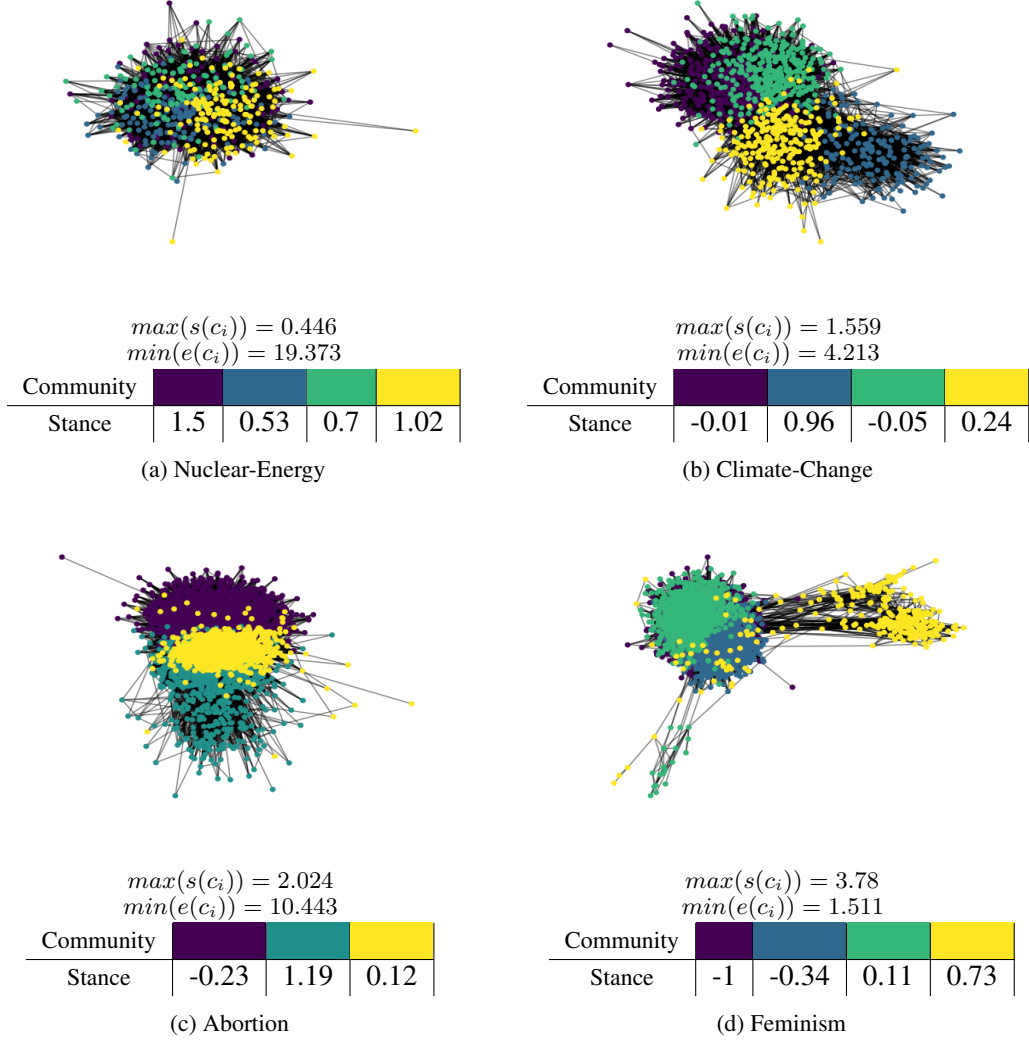 max(s(c_i)) = 0.446
min(e(c_i)) = 19.373
Community
Stance 1.5 0.53 0.7 1.02
(a) Nuclear-Energy
max(s(c_i)) = 1.559
min(e(c_i)) = 4.213
Community
Stance -0.01 0.96 -0.05 0.24
(b) Climate-Change
max(s(c_i)) = 2.024
min(e(c_i)) = 10.443
Community
Stance -0.23 1.19 0.12
(c) Abortion
max(s(c_i)) = 3.78
min(e(c_i)) = 1.511
Community
Stance -1 -0.34 0.11 0.73
(d) Feminism